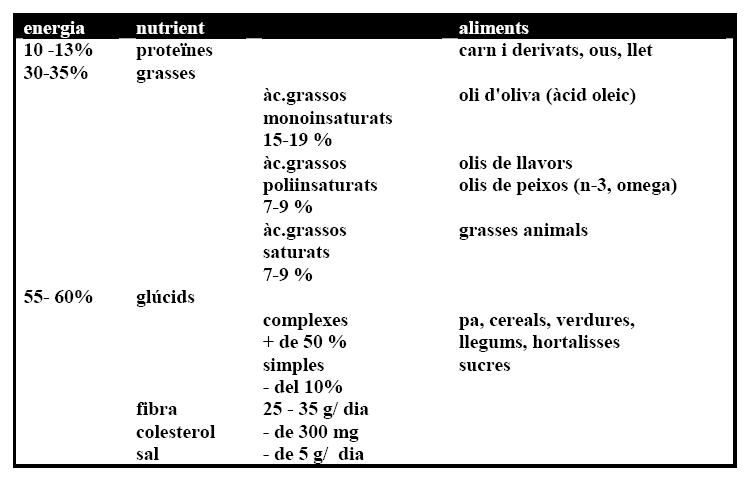 energia nutrient aliments
10 -13% proteïnes carn i derivats, ous, llet
30-35% grasses
àc.grassos oli d'oliva (àcid oleic)
monoinsaturats
15-19 %
àc.grassos olis de llavors
poliinsaturats olis de peixos (n-3, omega)
7-9 %
àc.grassos grasses animals
saturats
7-9 %
55- 60% glúcids
complexes pa, cereals, verdures,
+ de 50 % llegums, hortalisses
simples sucres
- del 10%
fibra 25 - 35 g/ dia
colesterol - de 300 mg
sal - de 5 g/ dia